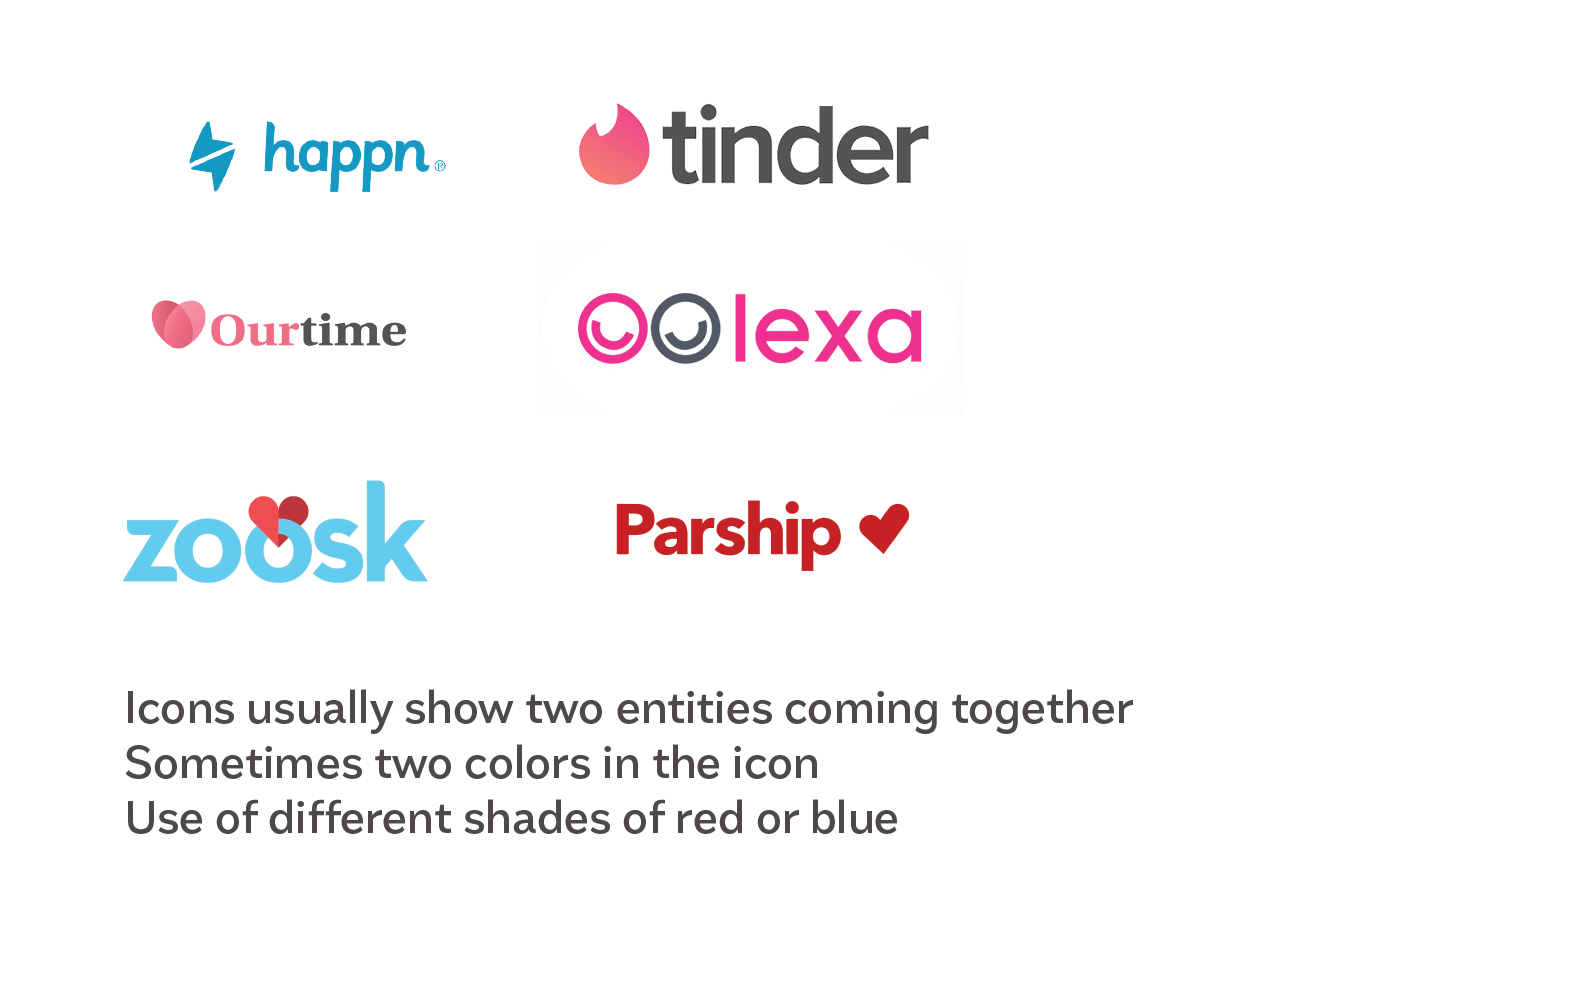 happn®
tinder
Ourtime
lexa
zoosk
Parship
Icons usually show two entities coming together
Sometimes two colors in the icon
Use of different shades of red or blue